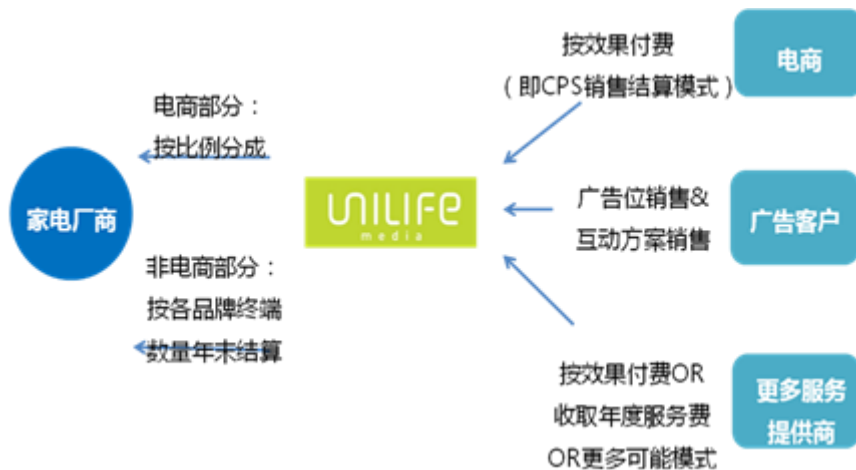 按效果付费
（即CPS销售结算模式）
电商
电商部分：
按比例分成
家电厂商
UNILIFE
media
广告位销售&
互动方案销售
广告客户
非电商部分：
按各品牌终端
数量年末结算
按效果付费OR
收取年度服务费
OR更多可能模式
更多服务
提供商